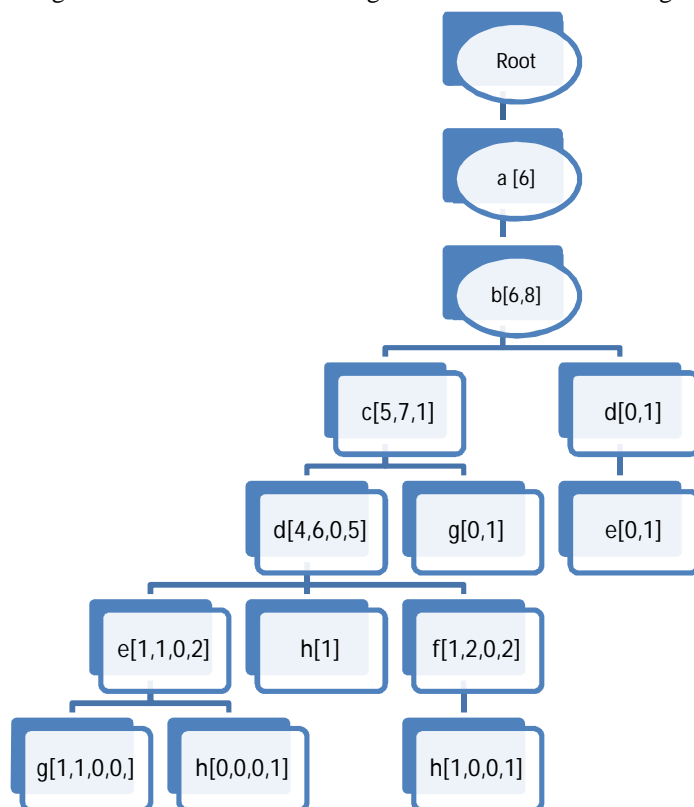 Root
a [6]
b[6,8]
c[5,7,1]
d[0,1]
d[4,6,0,5]
g[0,1]
e[0,1]
e[1,1,0,2]
h[1]
f[1,2,0,2]
g[1,1,0,0,]
h[0,0,0,1]
h[1,0,0,1]